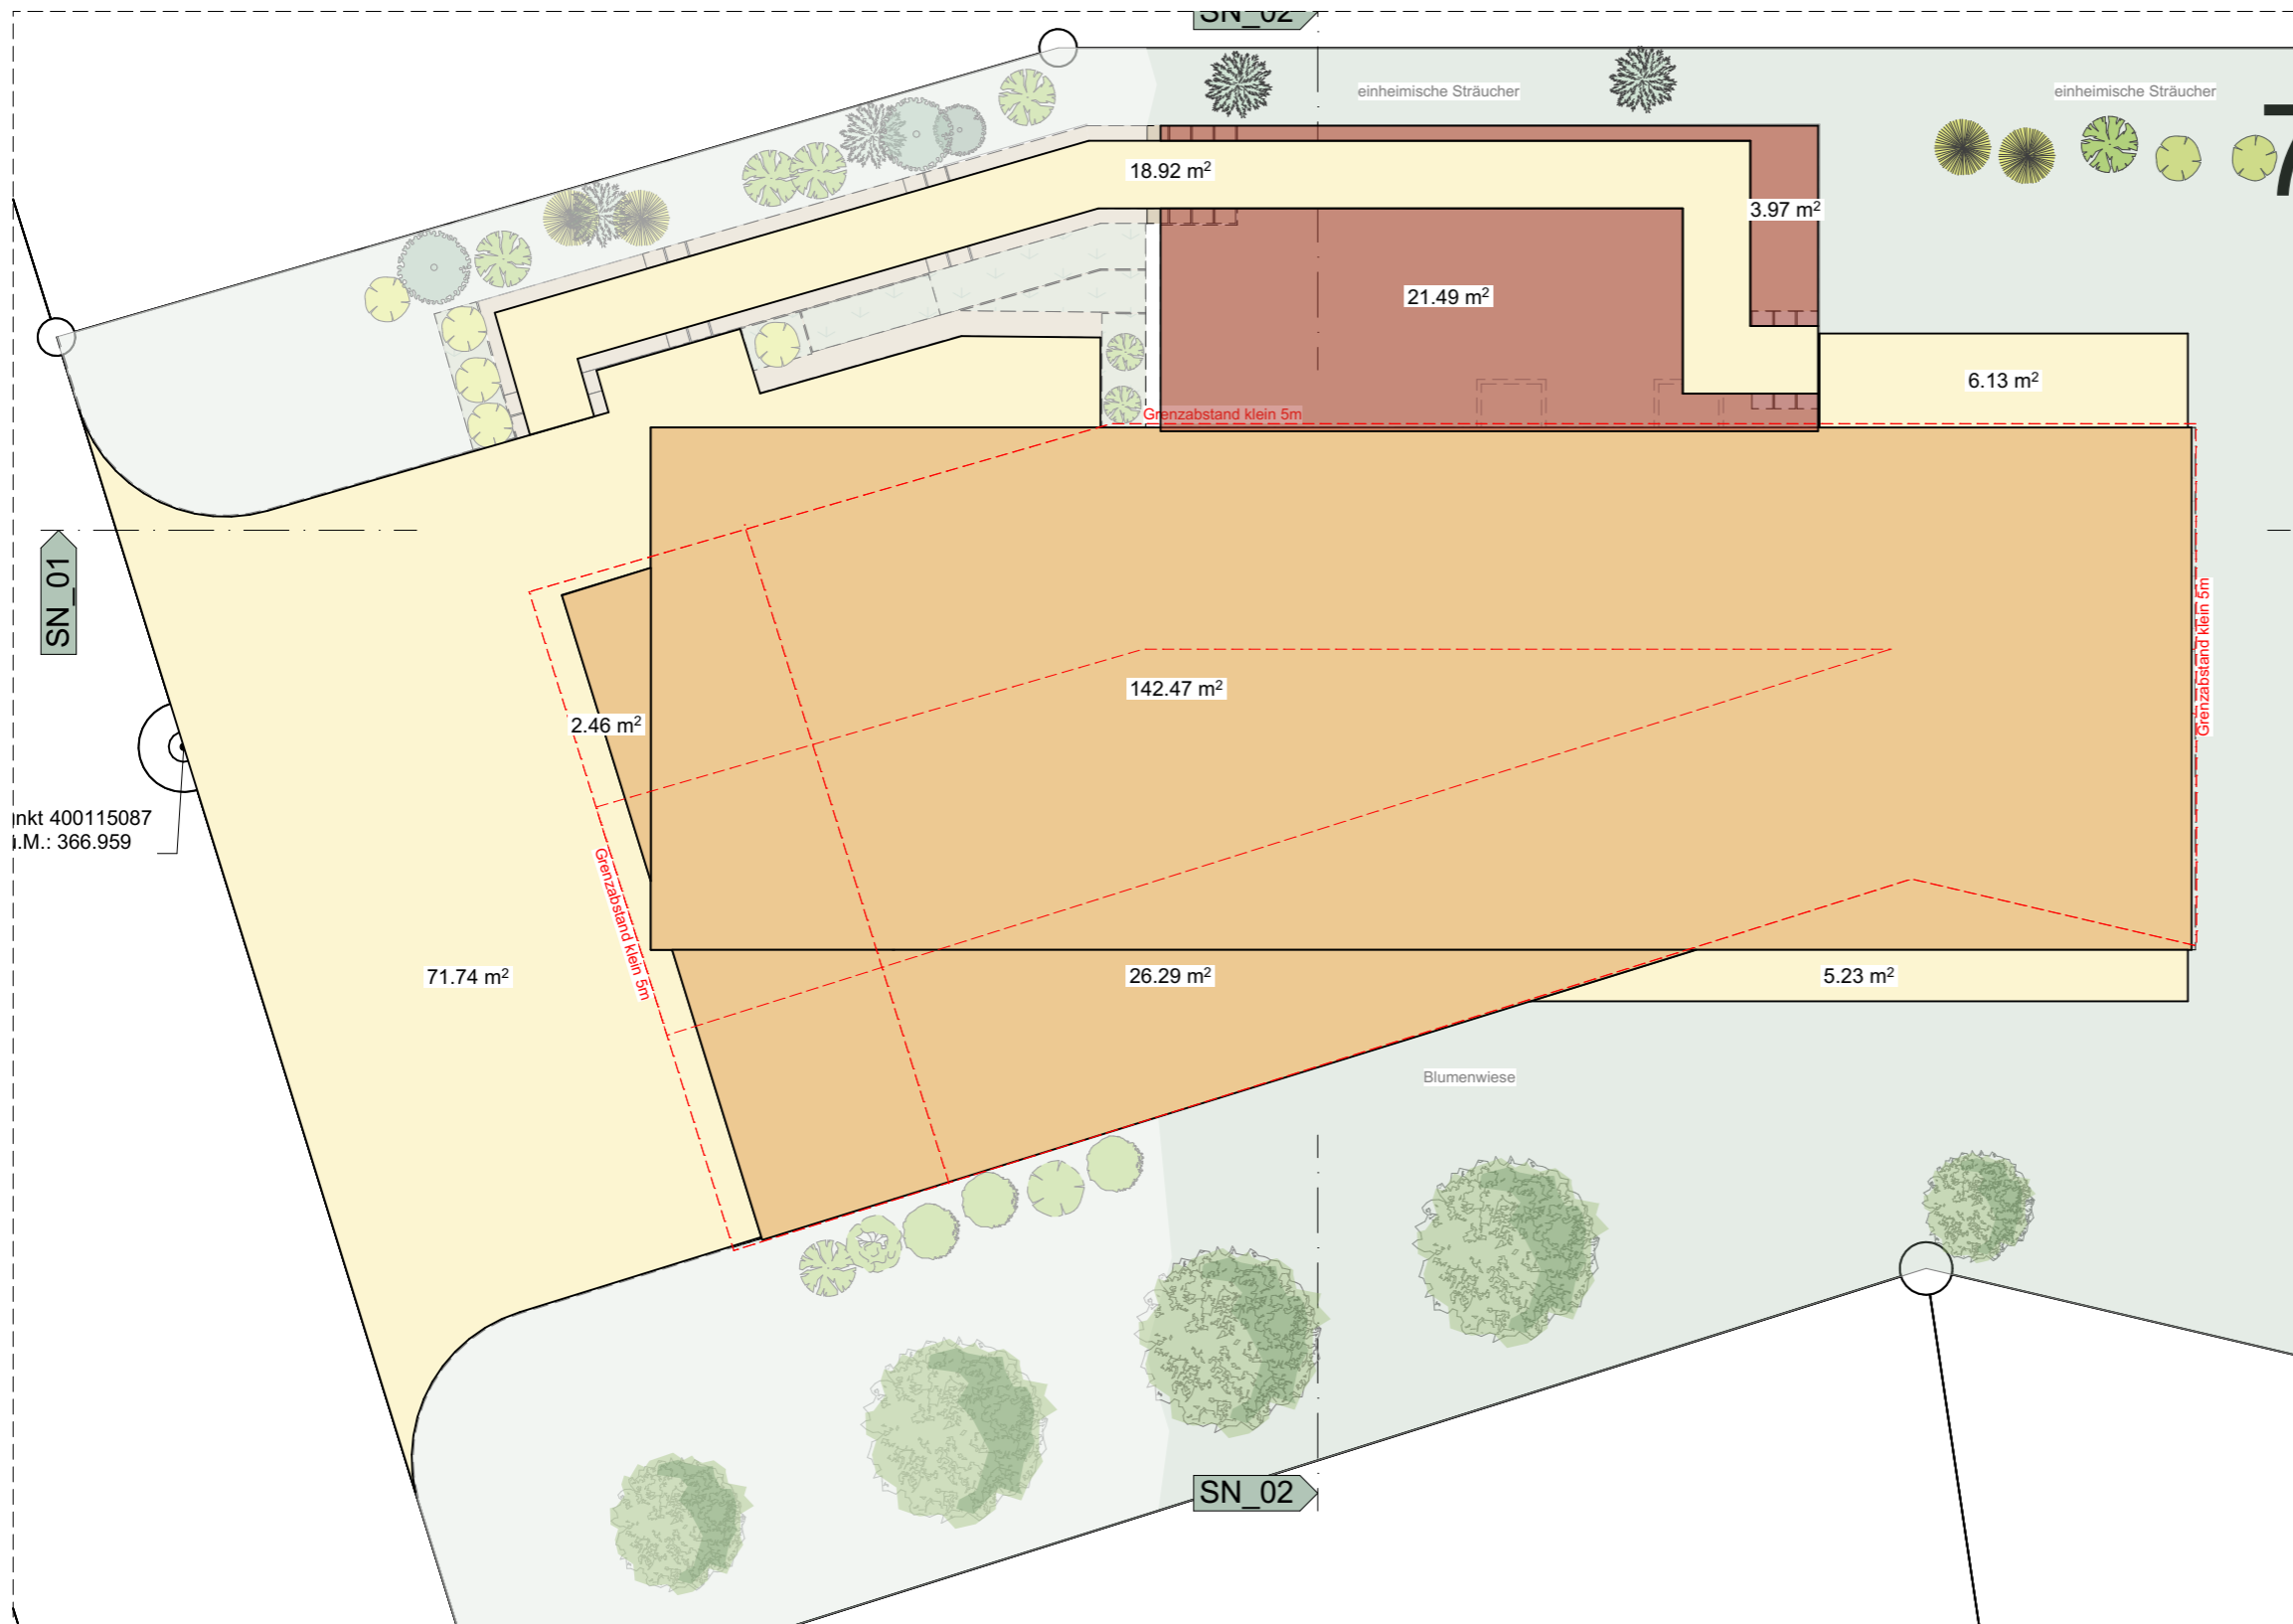 SN_02
einheimische Sträucher
einheimische Sträucher
18.92 m²
3.97 m²
21.49 m²
6.13 m²
Grenzabstand klein 5m
SN_01
Grenzabstand klein 5m
142.47 m²
2.46 m²
400115087
366.959
Grenzabstand klein 5m
71.74 m²
26.29 m²
5.23 m²
Blumenwiese
SN_02